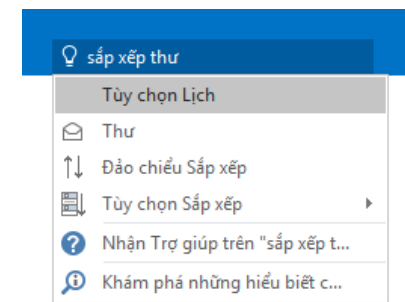 sắp xếp thư
Tùy chọn Lịch
Thư
Đảo chiều Sắp xếp
Tùy chọn Sắp xếp
Nhận Trợ giúp trên "sắp xếp t...
Khám phá những hiểu biết c...